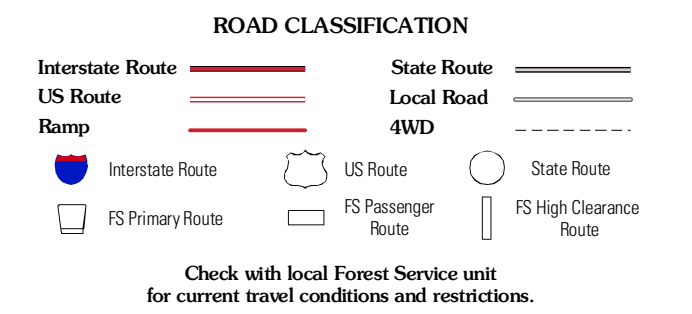 ROAD CLASSIFICATION
Interstate Route
State Route
US Route
Local Road
Ramp
4WD
Interstate Route
US Route
State Route
FS Primary Route
FS Passenger
Route
FS High Clearance
Route
Check with local Forest Service unit
for current travel conditions and restrictions.